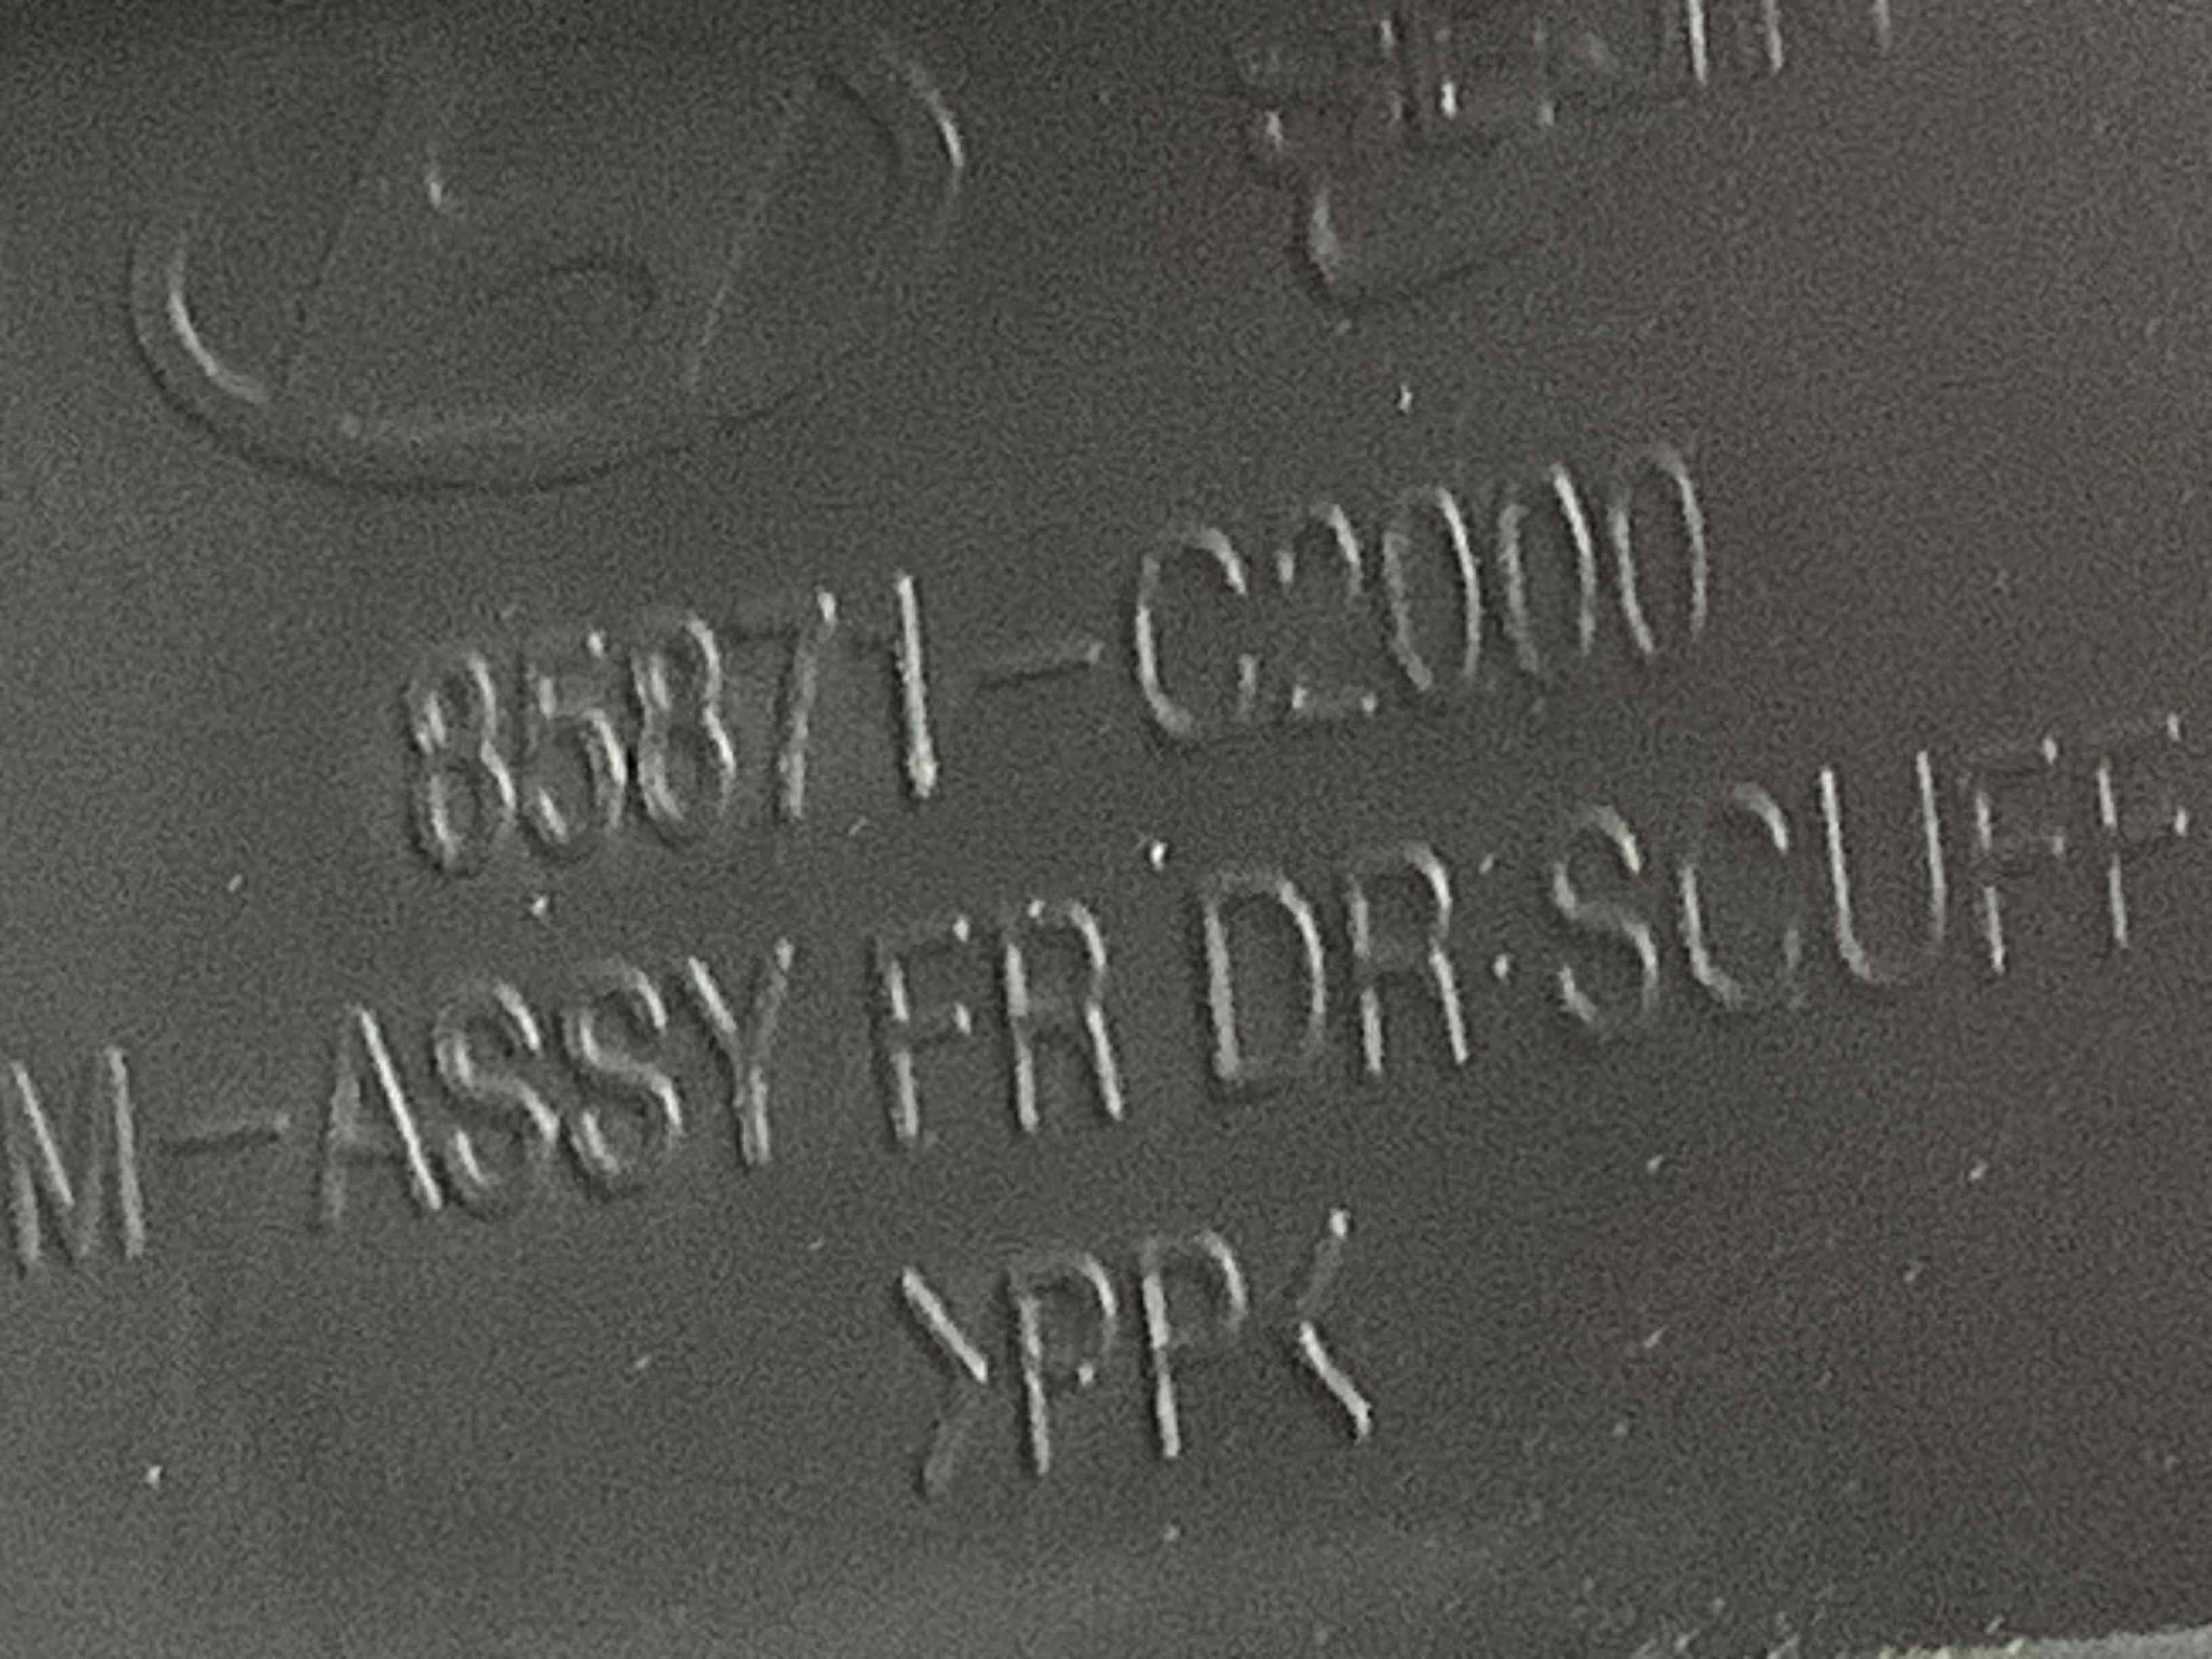 85871-G2000
M-ASSY FR DR·SCUFF
>PP<